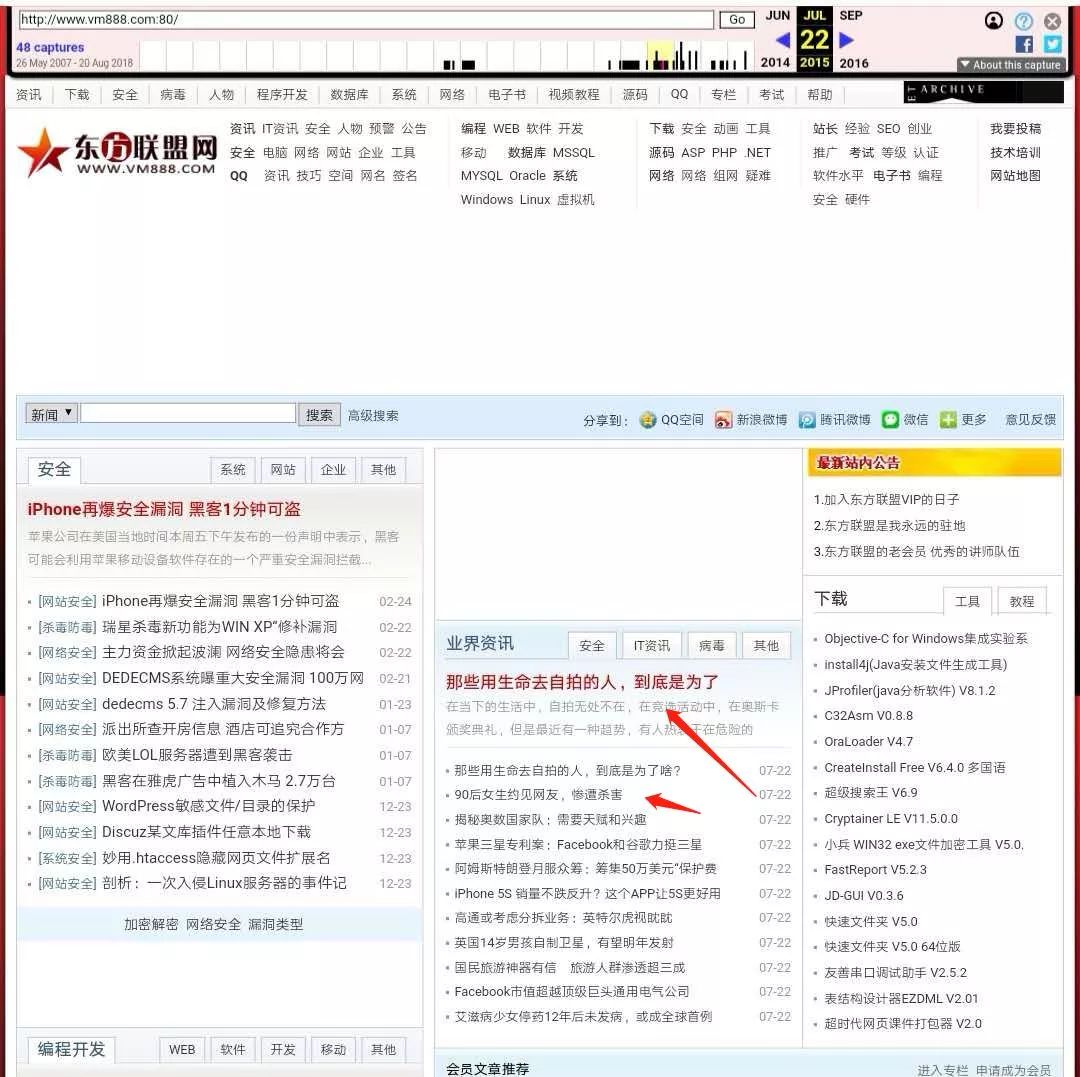 http://www.vm888.com:80/
Go
JUN JUL SEP
22
2014 2015 2016
48 captures
26 May 2007 - 20 Aug 2018
▼ About this capture
资讯 下载 安全 病毒 人物 程序开发 数据库 系统 网络 电子书 视频教程 源码 QQ 专栏 考试 帮助
ARCHIVE
东方联盟网
WWW.VM888.COM
资讯 IT资讯 安全 人物 预警 公告
安全 电脑 网络 网站 企业 工具
QQ 资讯 技巧 空间 网名 签名
编程 WEB 软件 开发
移动 数据库 MSSQL
MYSQL Oracle 系统
Windows Linux 虚拟机
下载 安全 动画 工具
源码 ASP PHP .NET
网络 网络 组网 疑难
站长 经验 SEO 创业
推广 考试 等级 认证
软件水平 电子书 编程
安全 硬件
我要投稿
技术培训
网站地图
新闻 ▼ 搜索 高级搜索
分享到： QQ空间 新浪微博 腾讯微博 微信 更多 意见反馈
安全 系统 网站 企业 其他
iPhone再爆安全漏洞 黑客1分钟可盗
苹果公司在美国当地时间本周五下午发布的一份声明中表示，黑客
可能会利用苹果移动设备软件存在的一个严重安全漏洞拦截...
[网站安全] iPhone再爆安全漏洞 黑客1分钟可盗 02-24
[杀毒防毒] 瑞星杀毒新功能为WIN XP“修补漏洞 02-22
[网络安全] 主力资金掀起波澜 网络安全隐患将会 02-22
[网站安全] DEDECMS系统曝重大安全漏洞 100万网 02-21
[网站安全] dedecms 5.7 注入漏洞及修复方法 01-23
[网络安全] 派出所查开房信息 酒店可追究合作方 01-07
[杀毒防毒] 欧美LOL服务器遭到黑客袭击 01-07
[杀毒防毒] 黑客在雅虎广告中植入木马 2.7万台 01-07
[网站安全] WordPress敏感文件/目录的保护 12-23
[网站安全] Discuz某文库插件任意本地下载 12-23
[系统安全] 妙用.htaccess隐藏网页文件扩展名 12-23
[网站安全] 剖析：一次入侵Linux服务器的事件记 12-23
加密解密 网络安全 漏洞类型
编程开发 WEB 软件 开发 移动 其他
业界资讯 安全 IT资讯 病毒 其他
那些用生命去自拍的人，到底是为了
在当下的生活中，自拍无处不在，在竞选活动中，在奥斯卡
颁奖典礼，但是最近有一种趋势，有人热衷于在危险的
那些用生命去自拍的人，到底是为了啥？ 07-22
90后女生约见网友，惨遭杀害 07-22
揭秘奥数国家队：需要天赋和兴趣 07-22
苹果三星专利案：Facebook和谷歌力挺三星 07-22
阿姆斯特朗登月服众筹：筹集50万美元“保护费 07-22
iPhone 5S 销量不跌反升？这个APP让5S更好用 07-22
高通或考虑分拆业务：英特尔虎视眈眈 07-22
英国14岁男孩自制卫星，有望明年发射 07-22
国民旅游神器有信 旅游人群渗透超三成 07-22
Facebook市值超越顶级巨头通用电气公司 07-22
艾滋病少女停药12年后未发病，或成全球首例 07-22
会员文章推荐 进入专栏 申请成为会员
最新站内公告
1.加入东方联盟VIP的日子
2.东方联盟是我永远的驻地
3.东方联盟的老会员 优秀的讲师队伍
下载 工具 教程
Objective-C for Windows集成实验系
install4j(Java安装文件生成工具)
JProfiler(java分析软件) V8.1.2
C32Asm V0.8.8
OraLoader V4.7
CreateInstall Free V6.4.0 多国语
超级搜索王 V6.9
Cryptainer LE V11.5.0.0
小兵 WIN32 exe文件加密工具 V5.0.
FastReport V5.2.3
JD-GUI V0.3.6
快速文件夹 V5.0
快速文件夹 V5.0 64位版
友善串口调试助手 V2.5.2
表结构设计器EZDML V2.01
超时代网页课件打包器 V2.0